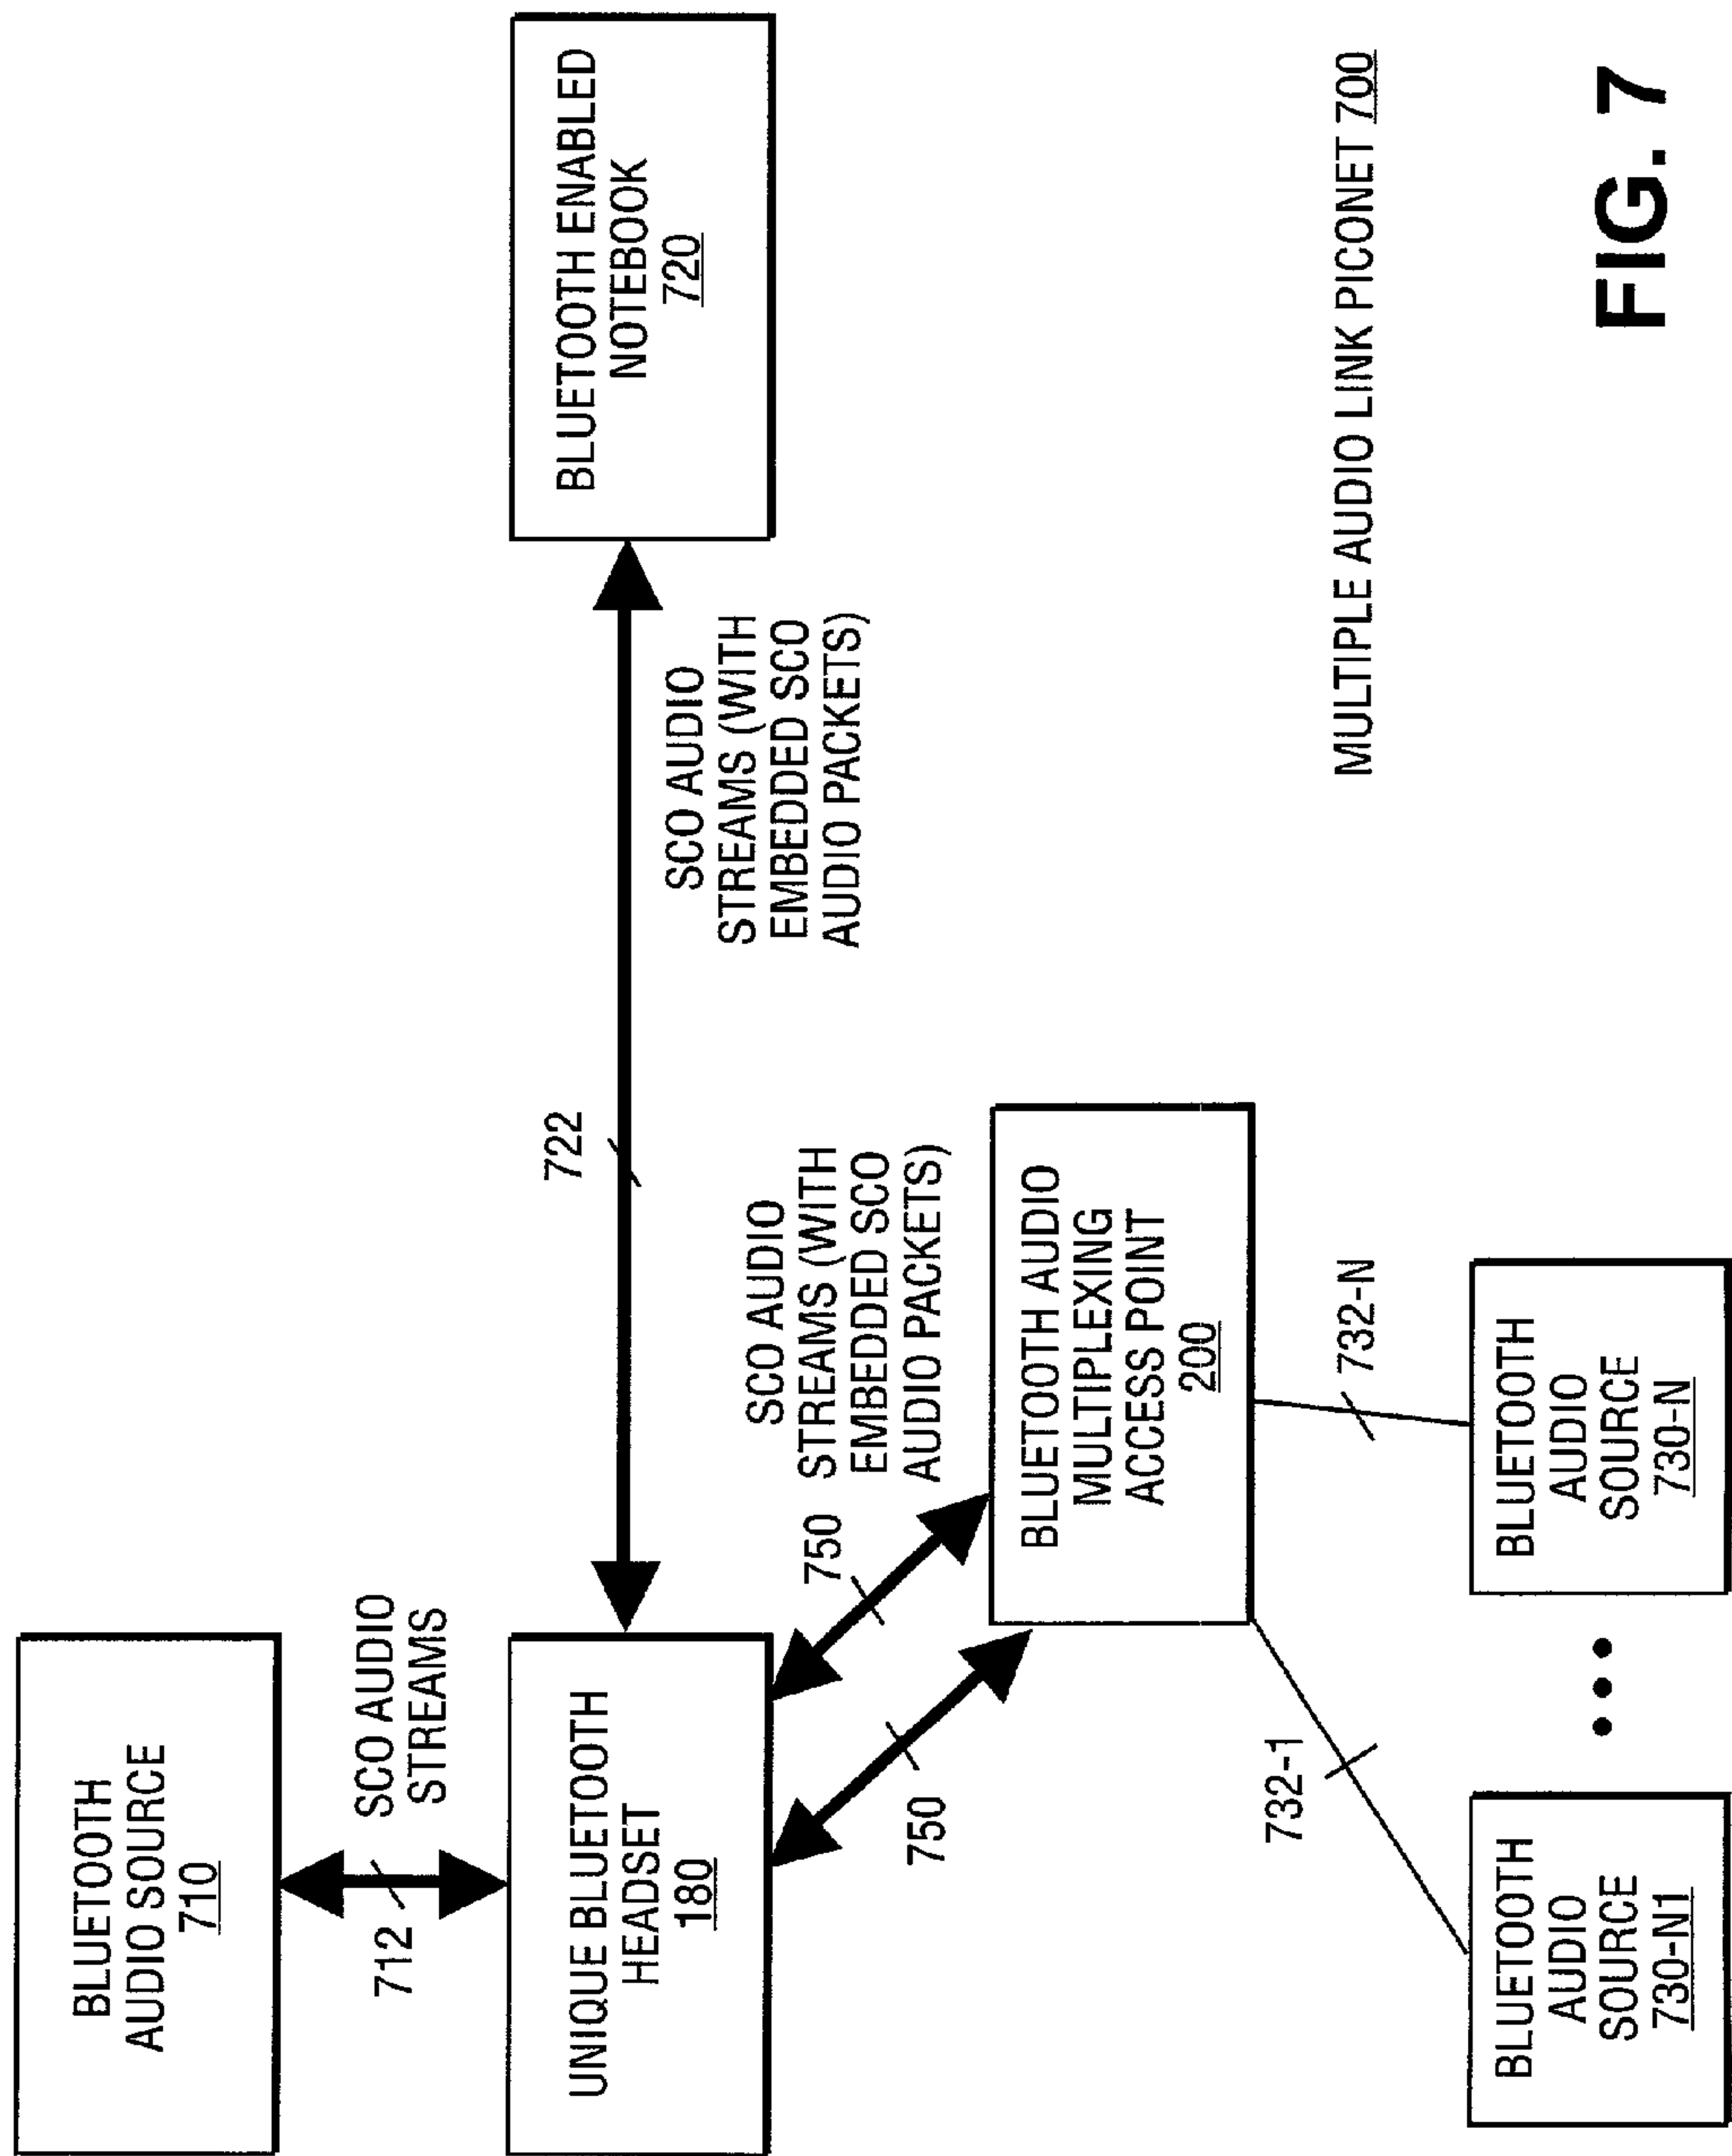 BLUETOOTH
AUDIO SOURCE
710
712
SCO AUDIO
STREAMS
UNIQUE BLUETOOTH
HEADSET
180
722
BLUETOOTH ENABLED
NOTEBOOK
720
SCO AUDIO
STREAMS (WITH
EMBEDDED SCO
AUDIO PACKETS)
750
750
SCO AUDIO
STREAMS (WITH
EMBEDDED SCO
AUDIO PACKETS)
BLUETOOTH AUDIO
MULTIPLEXING
ACCESS POINT
200
732-1
732-N
BLUETOOTH
AUDIO
SOURCE
730-N1
•••
BLUETOOTH
AUDIO
SOURCE
730-N
MULTIPLE AUDIO LINK PICONET 700
FIG. 7